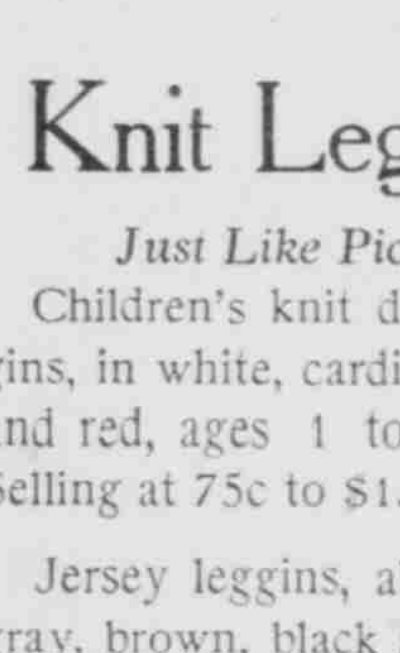 Knit Leg
Just Like Pic
Children's knit d
gins, in white, cardi
and red, ages 1 to
Selling at 75c to $1.
Jersey leggins, a
gray, brown, black